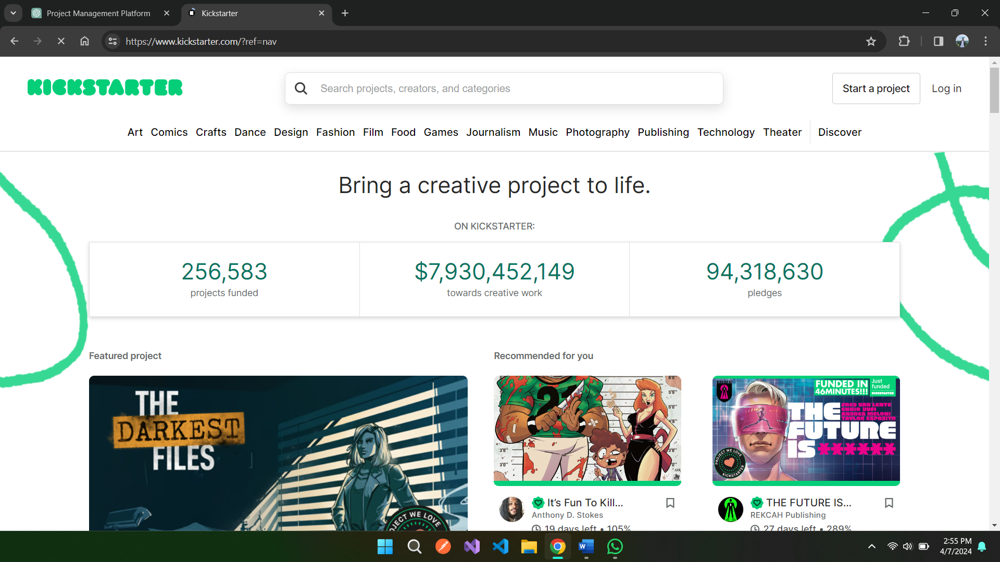 Project Management Platform
Kickstarter
https://www.kickstarter.com/?ref=nav
KICKSTARTER
Search projects, creators, and categories
Start a project
Log in
Art Comics Crafts Dance Design Fashion Film Food Games Journalism Music Photography Publishing Technology Theater Discover
Bring a creative project to life.
ON KICKSTARTER:
256,583
projects funded
$7,930,452,149
towards creative work
94,318,630
pledges
Featured project
Recommended for you
THE
DARKEST
FILES
PROJECT WE LOVE
27
FUNDED IN
46MINUTES!!!
Just
funded
KICKSTARTER
THE
FUTURE
IS ******
FRED VAN LENTE
ENNIO BUFI
ANDREA MELONI
TAYLOR ESPOSITO
PROJECT WE LOVE
KICKSTARTER
It's Fun To Kill...
Anthony D. Stokes
19 days left • 105%
THE FUTURE IS...
REKCAH Publishing
27 days left • 289%
2:55 PM
4/7/2024